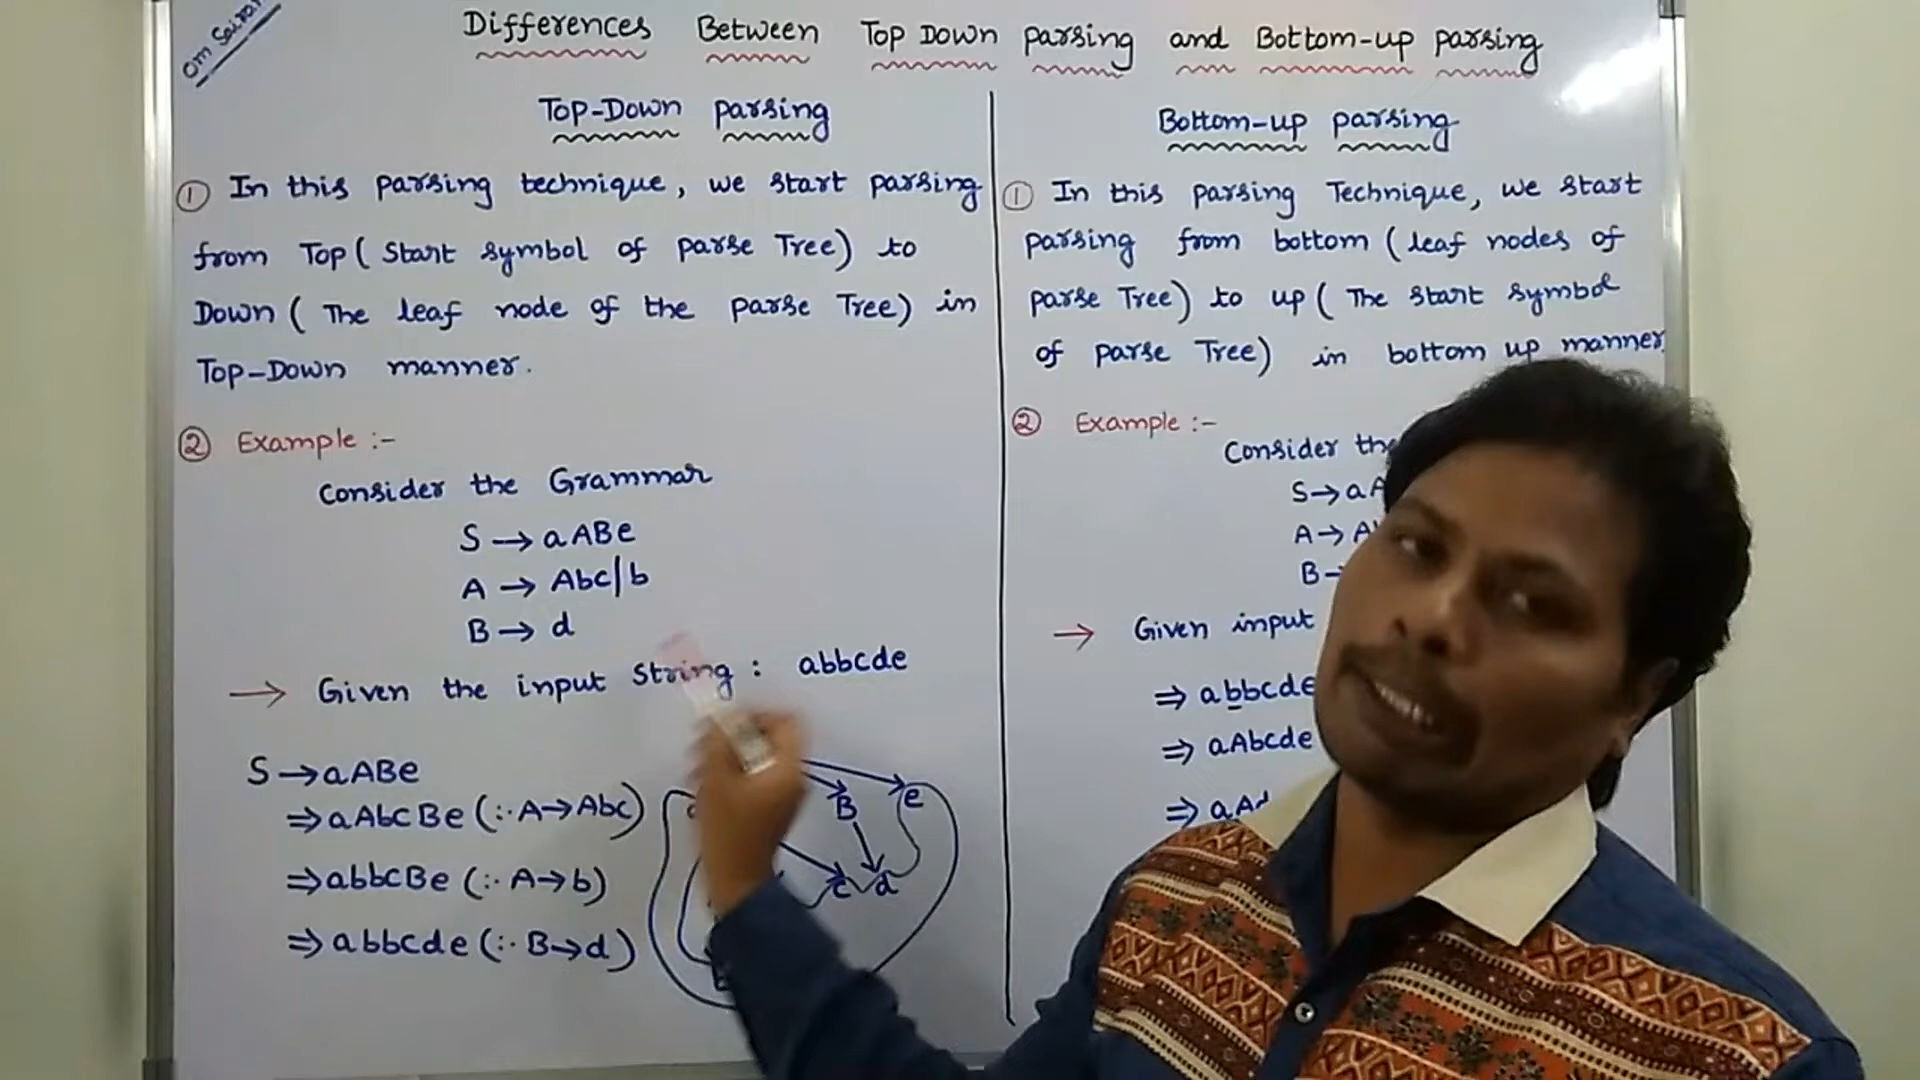 Om Sairam
Differences Between Top Down parsing and Bottom-up parsing
Top-Down parsing
① In this parsing technique, we start parsing
from Top (Start symbol of parse Tree) to
Down (The leaf node of the parse Tree) in
Top-Down manner.
② Example :-
Consider the Grammar
S → aABe
A → Abc/b
B → d
→ Given the input String : abbcde
S → aABe
⇒ aAbcBe (∵ A→Abc)
⇒ abbcBe (∵ A→b)
⇒ abbcde (∵ B→d)
B e
c d
Bottom-up parsing
① In this parsing Technique, we start
parsing from bottom (leaf nodes of
parse Tree) to up (The start symbol
of parse Tree) in bottom up manner.
② Example :-
Consider the
S→aA
A→A
B→
→ Given input
⇒ abbcde
⇒ aAbcde
⇒ aA